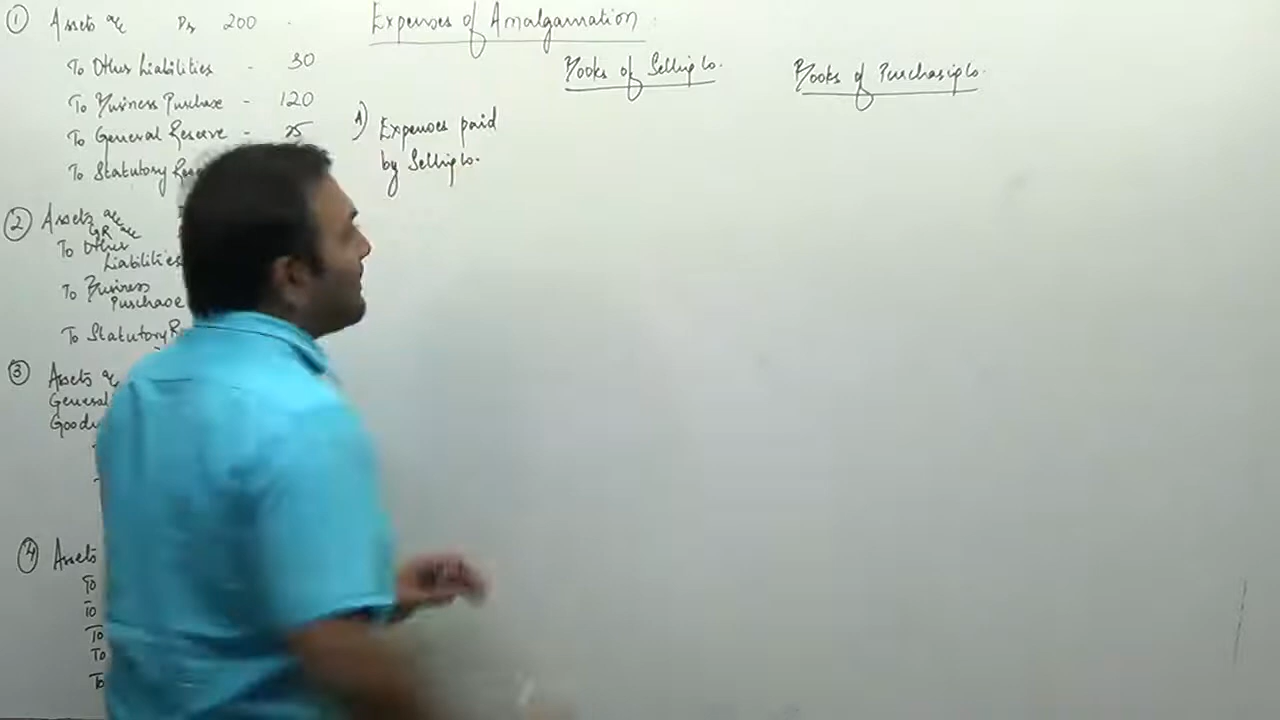 ① Assets a/c Dr 200
To Other Liabilities - 30
To Business Purchase - 120
To General Reserve - 25
To Statutory
② Assets a/c
GR a/c
To Other
Liabilities
To Business
Purchase
To Statutory R
③ Assets a/c
General
Goodw
④ Assets
To
To
To
To
To
Expenses of Amalgamation
Books of Selling Co.
Books of Purchasing Co.
A) Expenses paid
by Selling Co.